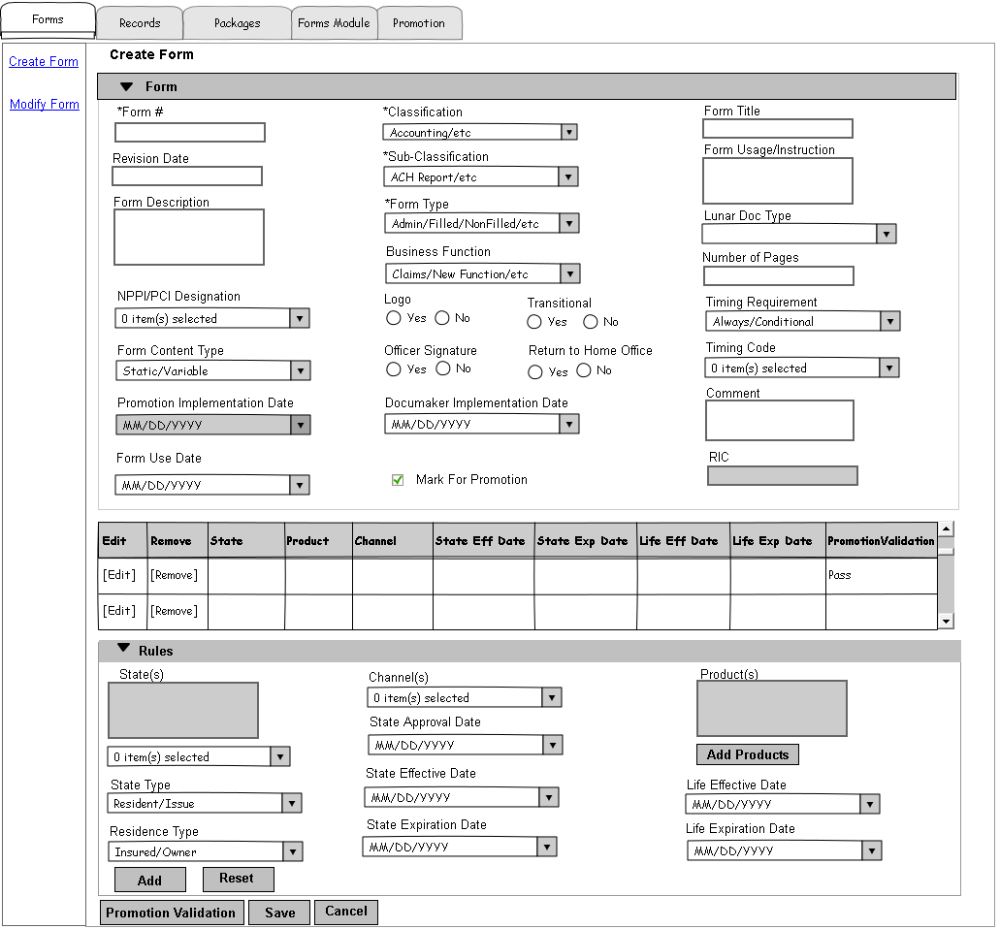 Forms
Records
Packages
Forms Module
Promotion
Create Form
Modify Form
Create Form
Form
*Form #
Revision Date
Form Description
NPPI/PCI Designation
0 item(s) selected
Form Content Type
Static/Variable
Promotion Implementation Date
MM/DD/YYYY
Form Use Date
MM/DD/YYYY
*Classification
Accounting/etc
*Sub-Classification
ACH Report/etc
*Form Type
Admin/Filled/NonFilled/etc
Business Function
Claims/New Function/etc
Logo
Yes No
Transitional
Yes No
Officer Signature
Yes No
Return to Home Office
Yes No
Documaker Implementation Date
MM/DD/YYYY
Mark For Promotion
Form Title
Form Usage/Instruction
Lunar Doc Type
Number of Pages
Timing Requirement
Always/Conditional
Timing Code
0 item(s) selected
Comment
RIC
Edit Remove State Product Channel State Eff Date State Exp Date Life Eff Date Life Exp Date PromotionValidation
[Edit] [Remove] Pass
[Edit] [Remove]
Rules
State(s)
0 item(s) selected
State Type
Resident/Issue
Residence Type
Insured/Owner
Add
Reset
Channel(s)
0 item(s) selected
State Approval Date
MM/DD/YYYY
State Effective Date
MM/DD/YYYY
State Expiration Date
MM/DD/YYYY
Product(s)
Add Products
Life Effective Date
MM/DD/YYYY
Life Expiration Date
MM/DD/YYYY
Promotion Validation
Save
Cancel